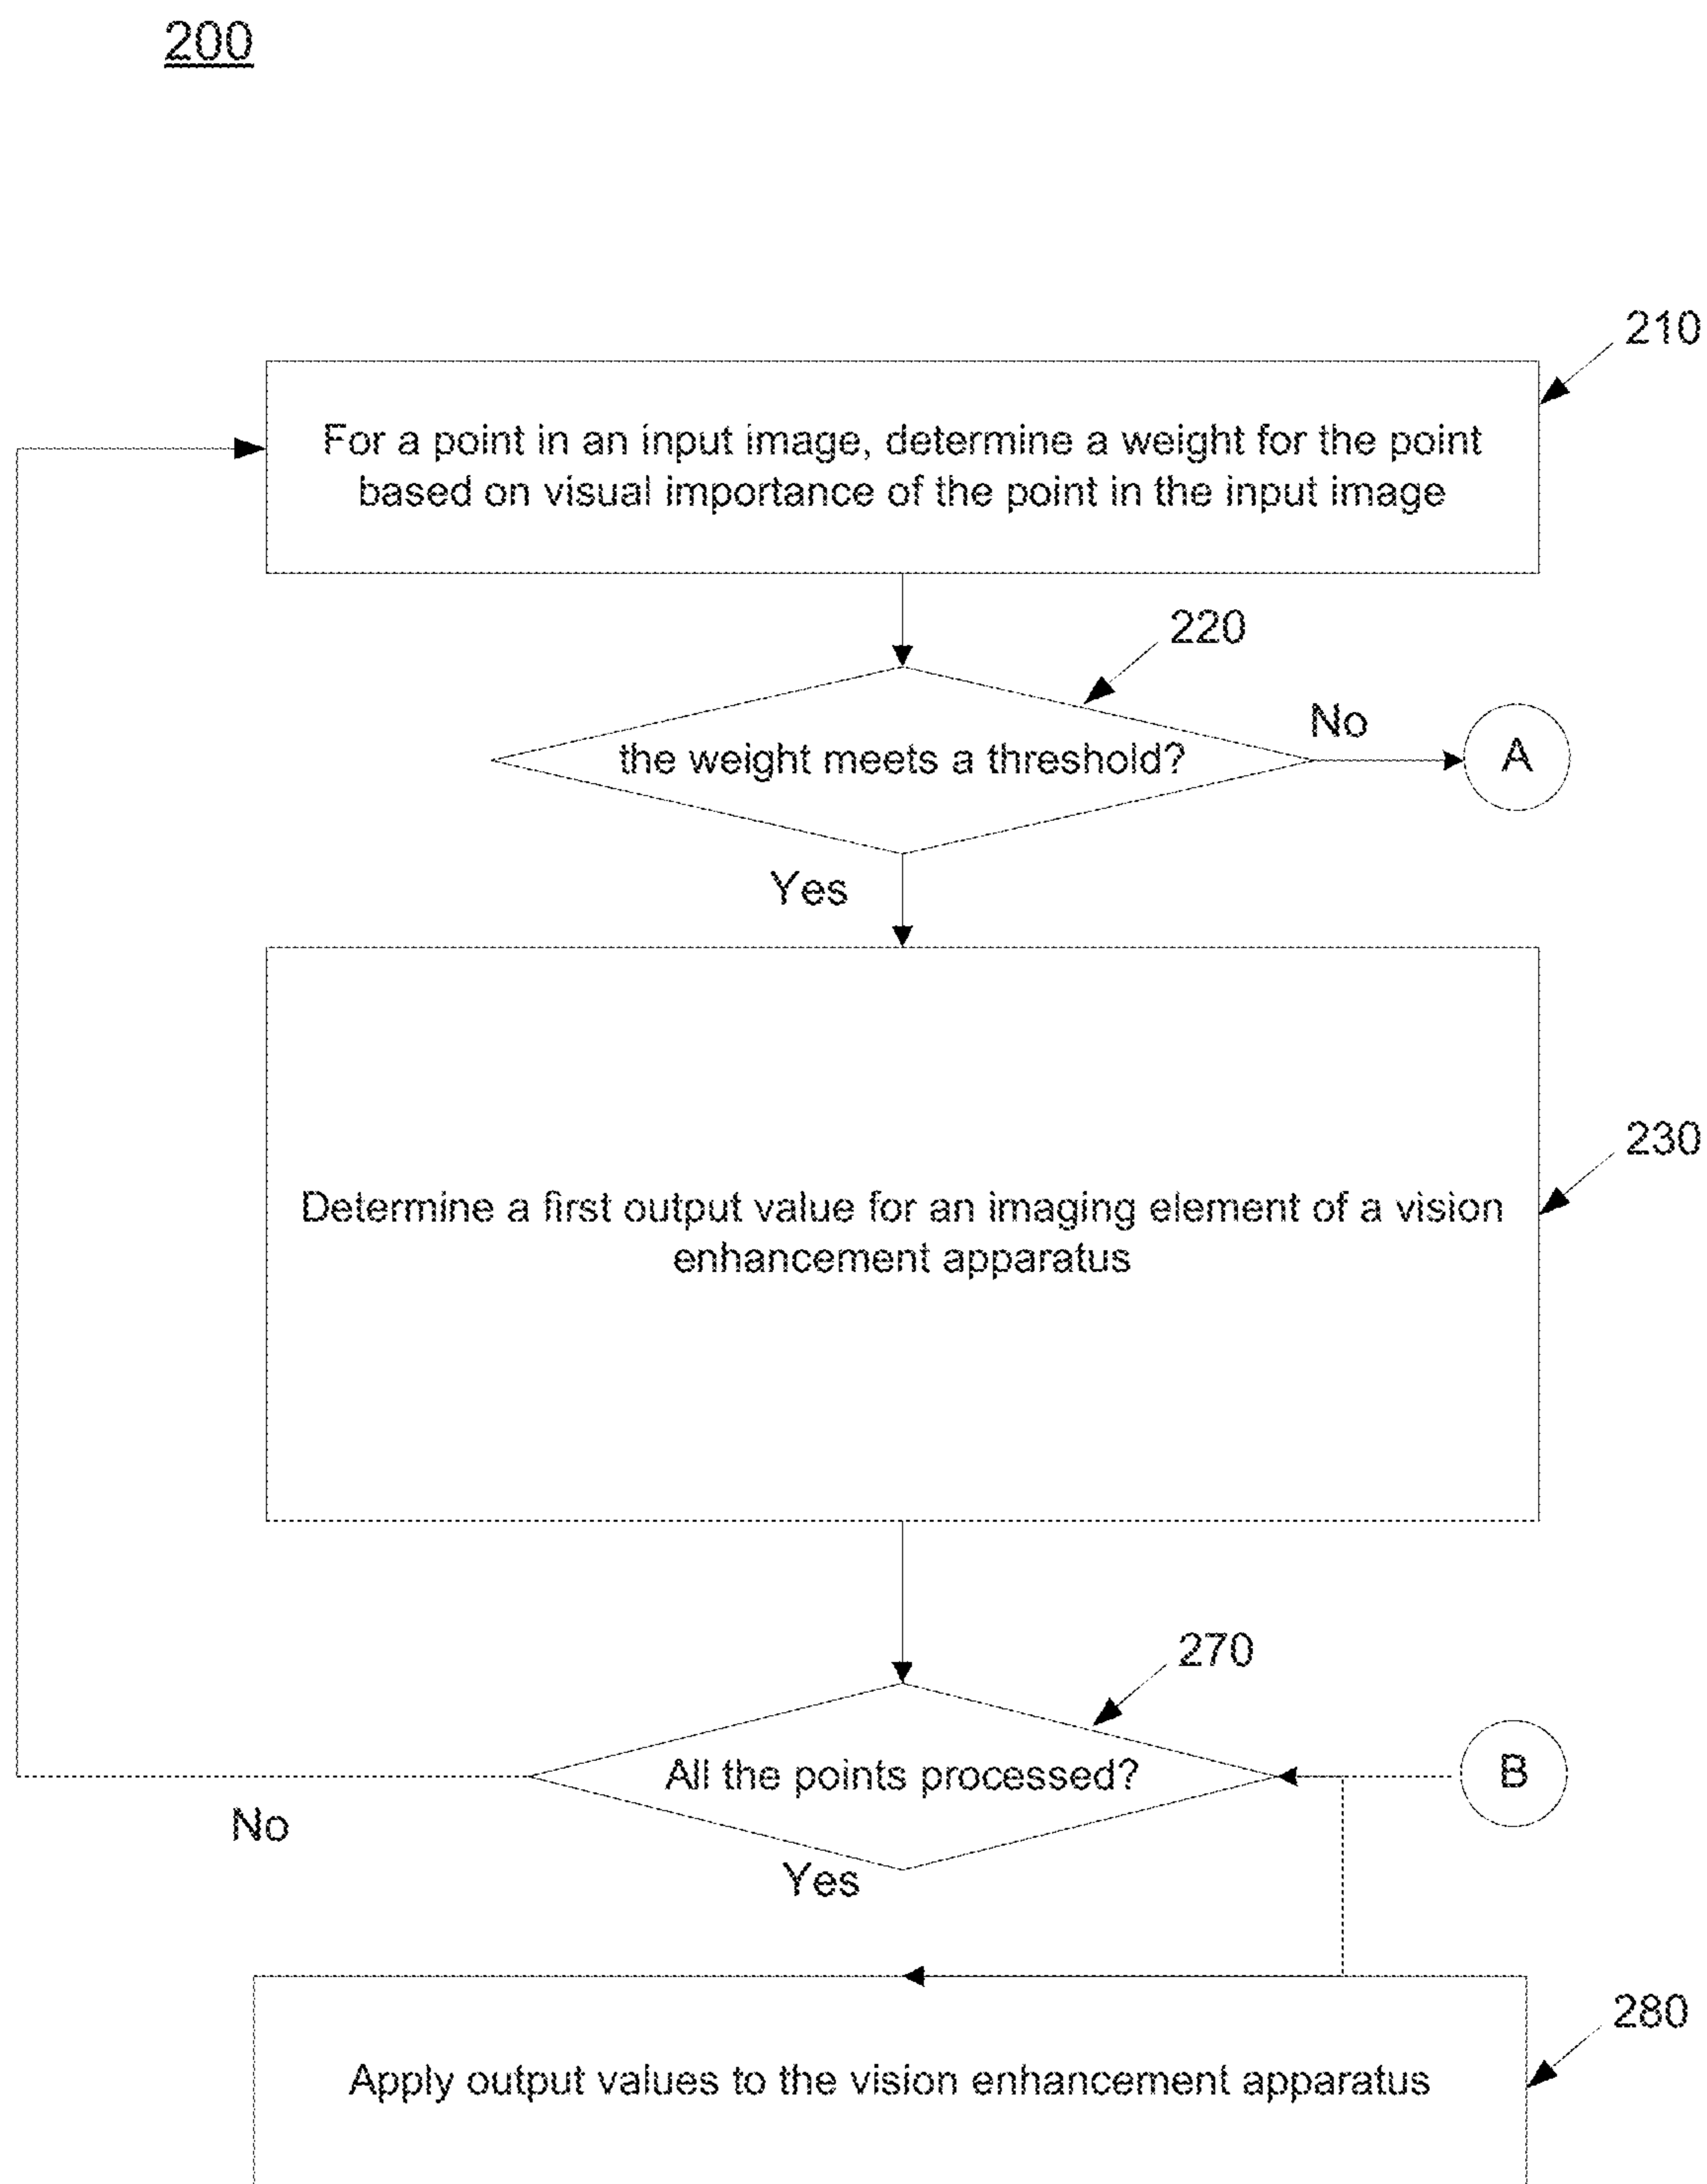 200
210
For a point in an input image, determine a weight for the point
based on visual importance of the point in the input image
220
the weight meets a threshold?
No
A
Yes
230
Determine a first output value for an imaging element of a vision
enhancement apparatus
270
All the points processed?
B
No
Yes
280
Apply output values to the vision enhancement apparatus